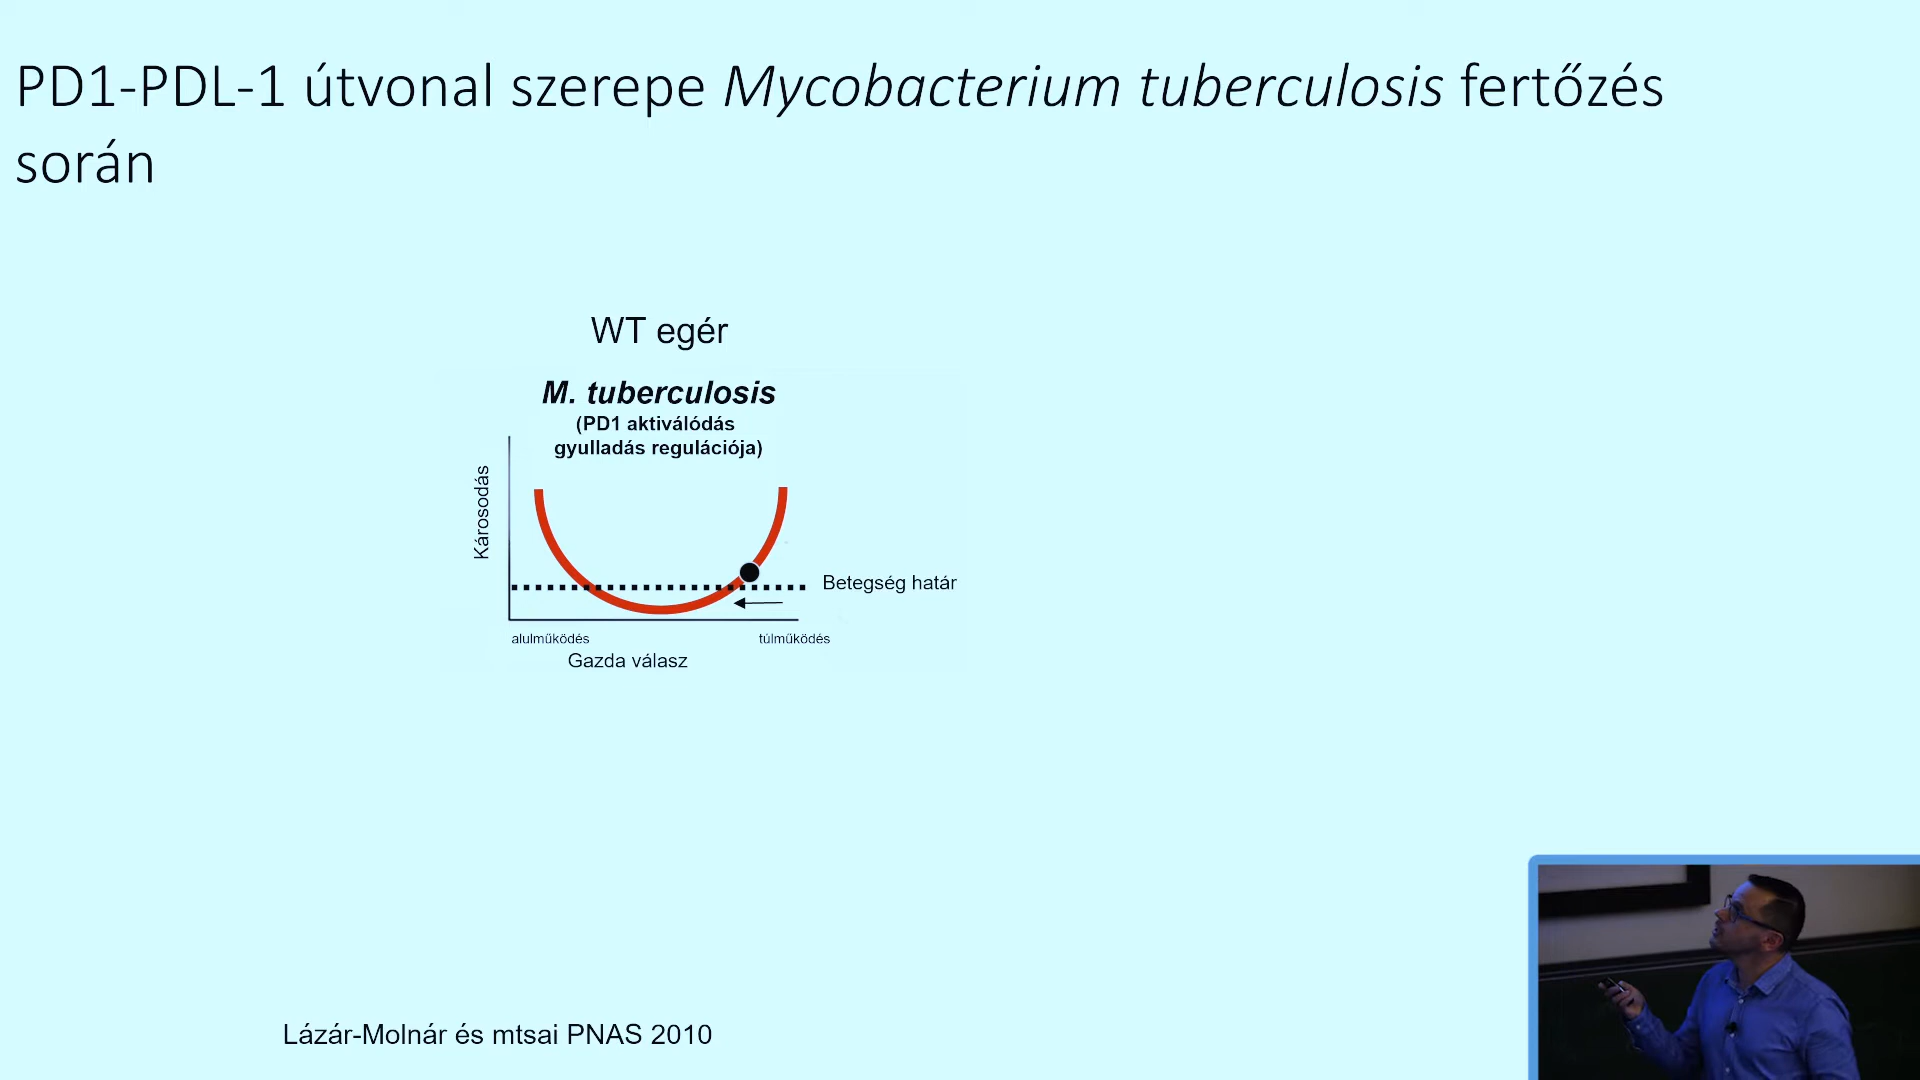 PD1-PDL-1 útvonal szerepe Mycobacterium tuberculosis fertőzés
során
WT egér
M. tuberculosis
(PD1 aktiválódás
gyulladás regulációja)
Károsodás
Betegség határ
alulműködés
túlműködés
Gazda válasz
Lázár-Molnár és mtsai PNAS 2010